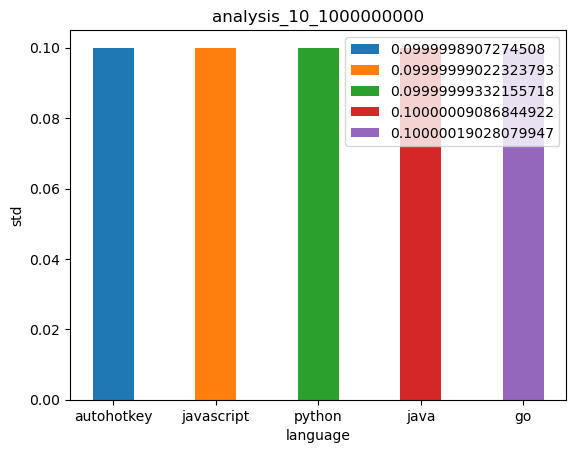 analysis_10_1000000000
0.0999998907274508
0.09999999022323793
0.09999999332155718
0.10000009086844922
0.10000019028079947
0.10
0.08
0.06
0.04
0.02
0.00
std
autohotkey javascript python java go
language